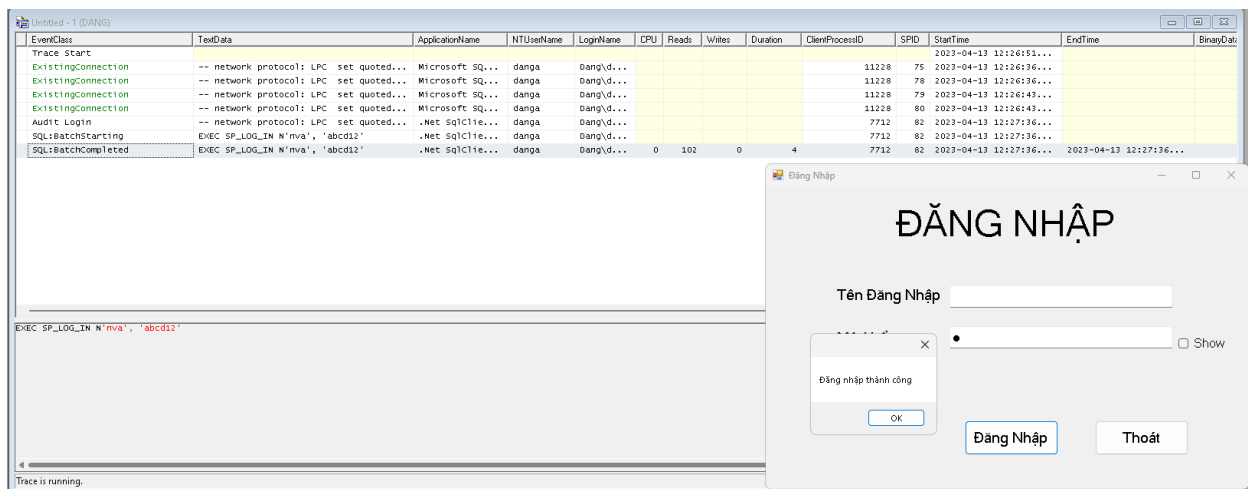 Untitled - 1 (DANG)
EventClass TextData ApplicationName NTUserName LoginName CPU Reads Writes Duration ClientProcessID SPID StartTime EndTime BinaryData
Trace Start 2023-04-13 12:26:51...
ExistingConnection -- network protocol: LPC set quoted... Microsoft SQ... danga Dang\d... 11228 75 2023-04-13 12:26:36...
ExistingConnection -- network protocol: LPC set quoted... Microsoft SQ... danga Dang\d... 11228 78 2023-04-13 12:26:36...
ExistingConnection -- network protocol: LPC set quoted... Microsoft SQ... danga Dang\d... 11228 79 2023-04-13 12:26:43...
ExistingConnection -- network protocol: LPC set quoted... Microsoft SQ... danga Dang\d... 11228 80 2023-04-13 12:26:43...
Audit Login -- network protocol: LPC set quoted... .Net SqlClie... danga Dang\d... 7712 82 2023-04-13 12:27:36...
SQL:BatchStarting EXEC SP_LOG_IN N'nva', 'abcd12' .Net SqlClie... danga Dang\d... 7712 82 2023-04-13 12:27:36...
SQL:BatchCompleted EXEC SP_LOG_IN N'nva', 'abcd12' .Net SqlClie... danga Dang\d... 0 102 0 4 7712 82 2023-04-13 12:27:36... 2023-04-13 12:27:36...
EXEC SP_LOG_IN N'nva', 'abcd12'
Trace is running.
Đăng Nhập
ĐĂNG NHẬP
Tên Đăng Nhập
Show
Đăng nhập thành công
OK
Đăng Nhập Thoát